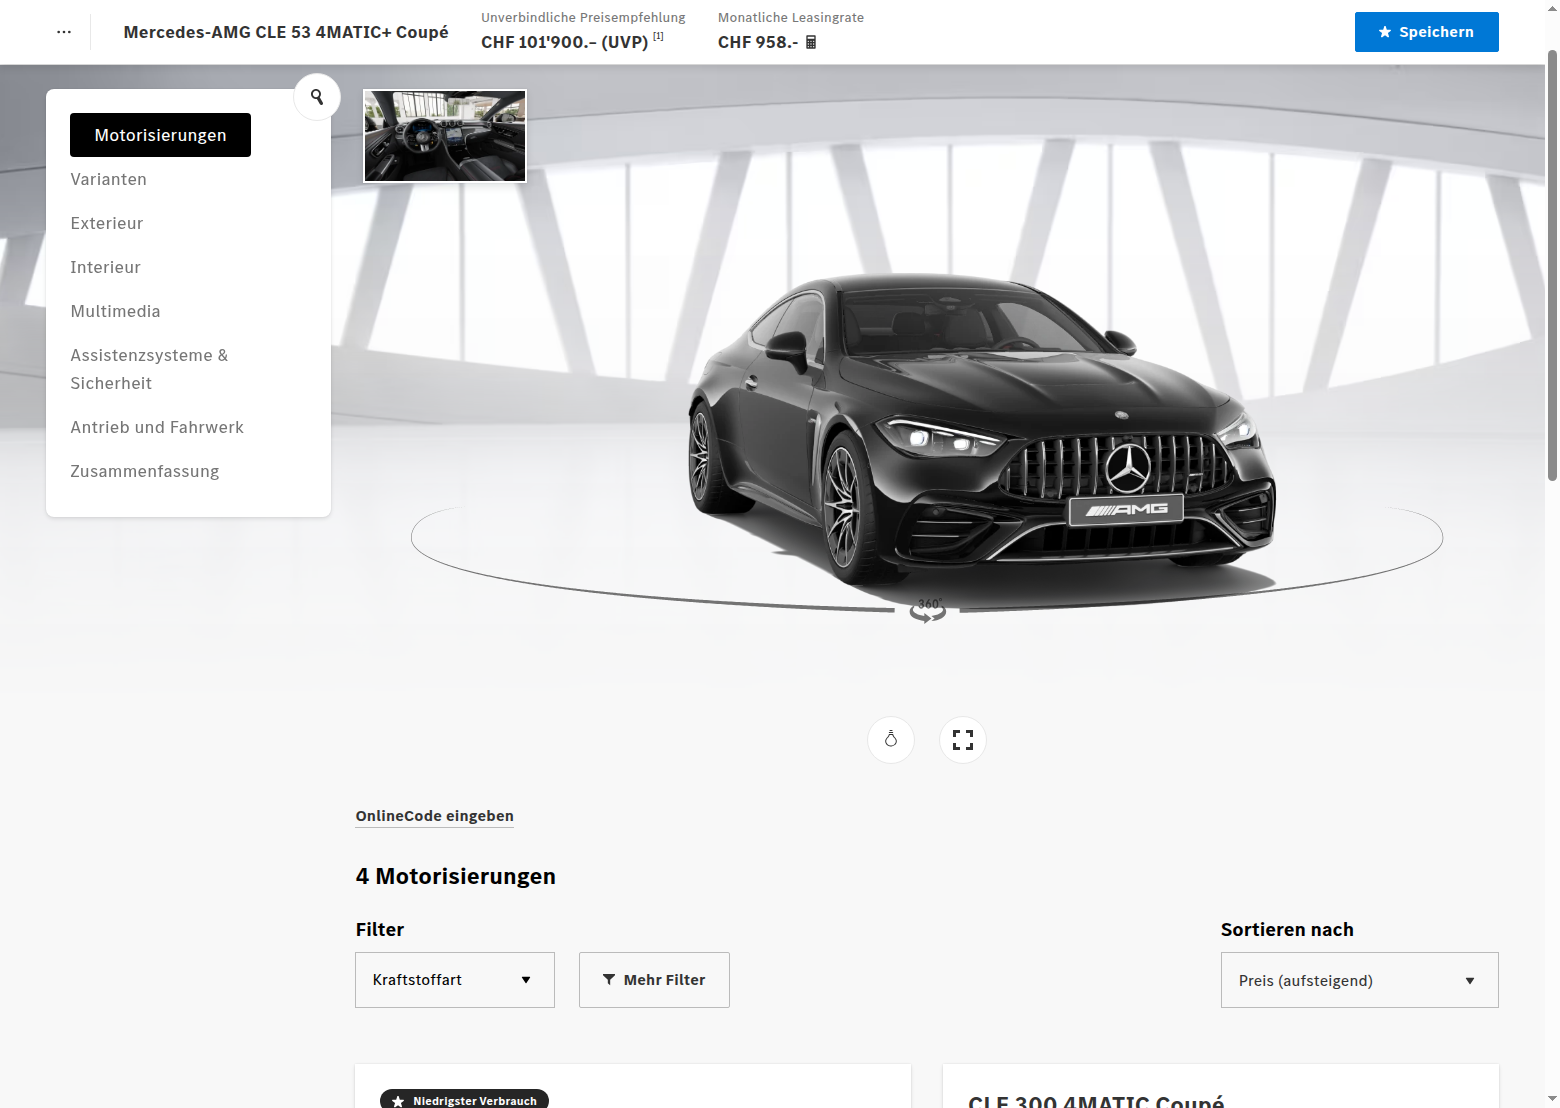 ...
Mercedes-AMG CLE 53 4MATIC+ Coupé
Unverbindliche Preisempfehlung
CHF 101'900.– (UVP) [1]
Monatliche Leasingrate
CHF 958.-
Speichern
Motorisierungen
Varianten
Exterieur
Interieur
Multimedia
Assistenzsysteme &
Sicherheit
Antrieb und Fahrwerk
Zusammenfassung
AMG
360°
OnlineCode eingeben
4 Motorisierungen
Filter
Sortieren nach
Kraftstoffart
Mehr Filter
Preis (aufsteigend)
Niedrigster Verbrauch
CLE 300 4MATIC Coupé